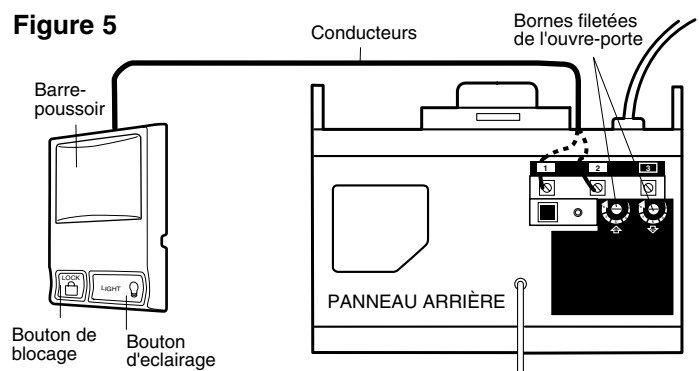 Figure 5
Conducteurs
Bornes filetées
de l'ouvre-porte
Barre-
poussoir
1
2
3
LOCK
LIGHT
PANNEAU ARRIÈRE
Bouton de
blocage
Bouton
d'eclairage